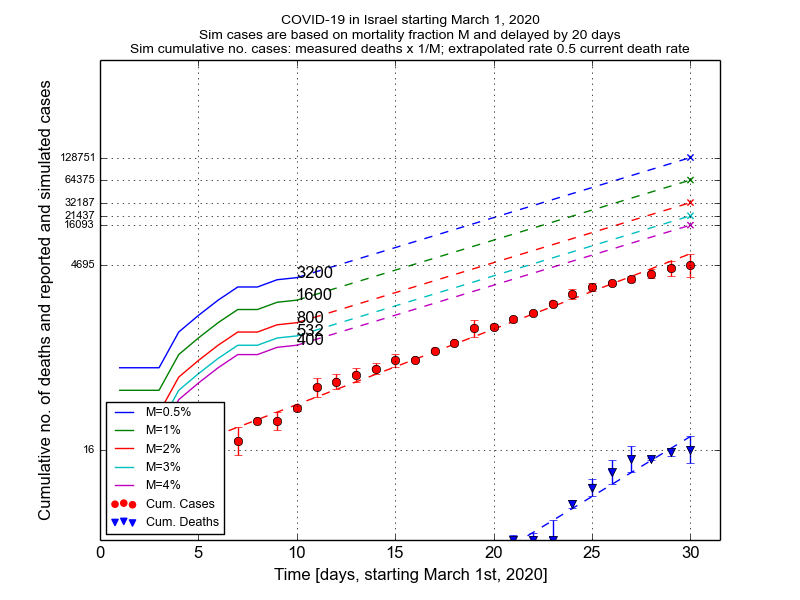 COVID-19 in Israel starting March 1, 2020
Sim cases are based on mortality fraction M and delayed by 20 days
Sim cumulative no. cases: measured deaths x 1/M; extrapolated rate 0.5 current death rate
Cumulative no. of deaths and reported and simulated cases
128751
64375
32187
21437
16093
4695
16
3200
1600
800
532
400
M=0.5%
M=1%
M=2%
M=3%
M=4%
Cum. Cases
Cum. Deaths
0 5 10 15 20 25 30
Time [days, starting March 1st, 2020]